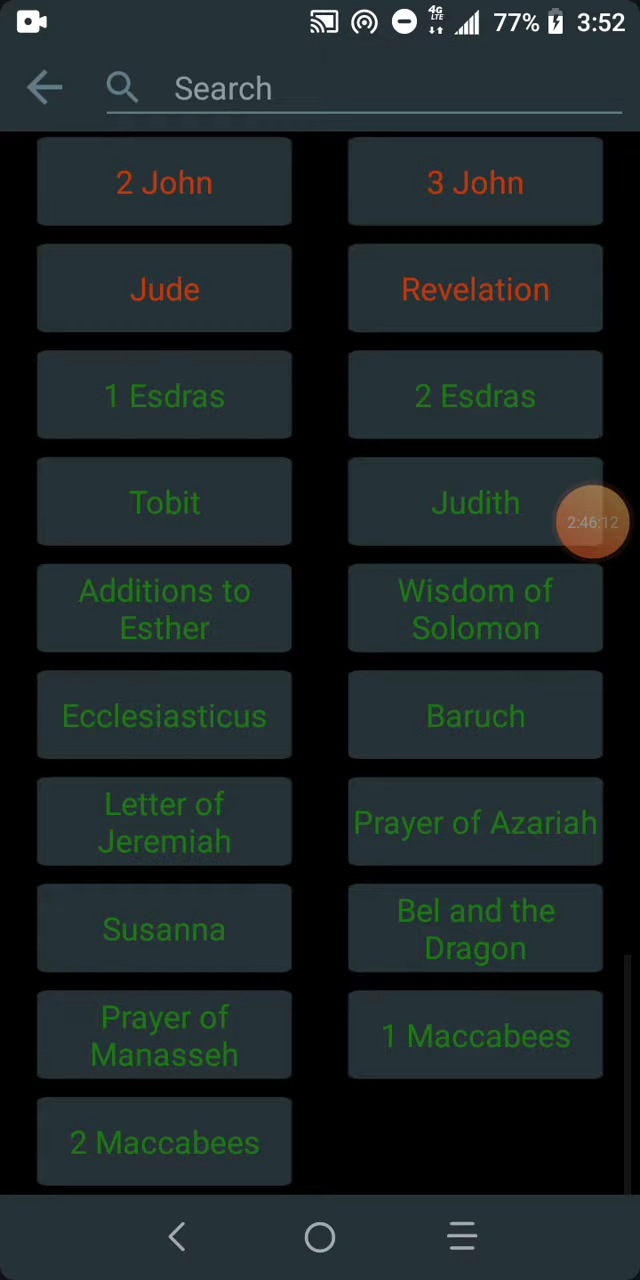 4G
LTE
77%
3:52
Search
2 John
3 John
Jude
Revelation
1 Esdras
2 Esdras
Tobit
Judith
2:46:12
Additions to
Esther
Wisdom of
Solomon
Ecclesiasticus
Baruch
Letter of
Jeremiah
Prayer of Azariah
Susanna
Bel and the
Dragon
Prayer of
Manasseh
1 Maccabees
2 Maccabees